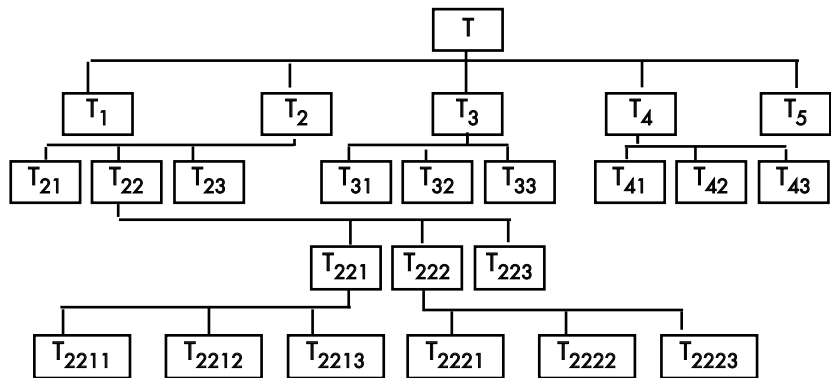 T
T₁ T₂ T₃ T₄ T₅
T₂₁ T₂₂ T₂₃ T₃₁ T₃₂ T₃₃ T₄₁ T₄₂ T₄₃
T₂₂₁ T₂₂₂ T₂₂₃
T₂₂₁₁ T₂₂₁₂ T₂₂₁₃ T₂₂₂₁ T₂₂₂₂ T₂₂₂₃